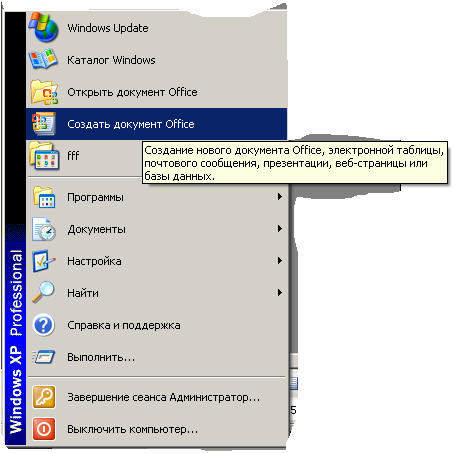 Windows Update
Каталог Windows
Открыть документ Office
Создать документ Office
Создание нового документа Office, электронной таблицы,
почтового сообщения, презентации, веб-страницы или
базы данных.
fff
Программы
Документы
Настройка
Найти
Справка и поддержка
Выполнить...
Завершение сеанса Администратор...
5
Выключить компьютер...
Windows XP Professional